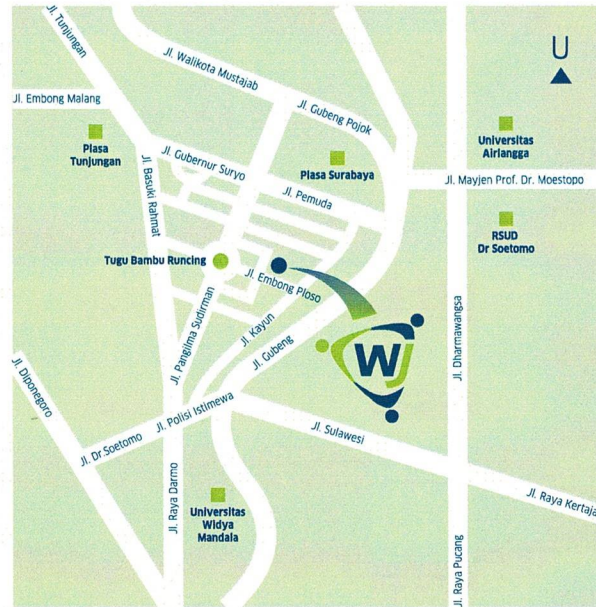 Jl. Tunjungan
Jl. Walikota Mustajab
U
Jl. Embong Malang
Jl. Gubeng Pojok
Plasa
Tunjungan
Jl. Basuki Rahmat
Jl. Gubernur Suryo
Plasa Surabaya
Universitas
Airlangga
Jl. Pemuda
Jl. Mayjen Prof. Dr. Moestopo
RSUD
Dr Soetomo
Tugu Bambu Runcing
Jl. Embong Ploso
Jl. Pangilma Sudirman
Jl. Kayun
Jl. Gubeng
WJ
Jl. Dharmawangsa
Jl. Diponegoro
Jl. Polisi Istimewa
Jl. Dr.Soetomo
Jl. Sulawesi
Jl. Raya Darmo
Universitas
Widya
Mandala
Jl. Raya Kertaja
Jl. Raya Pucang